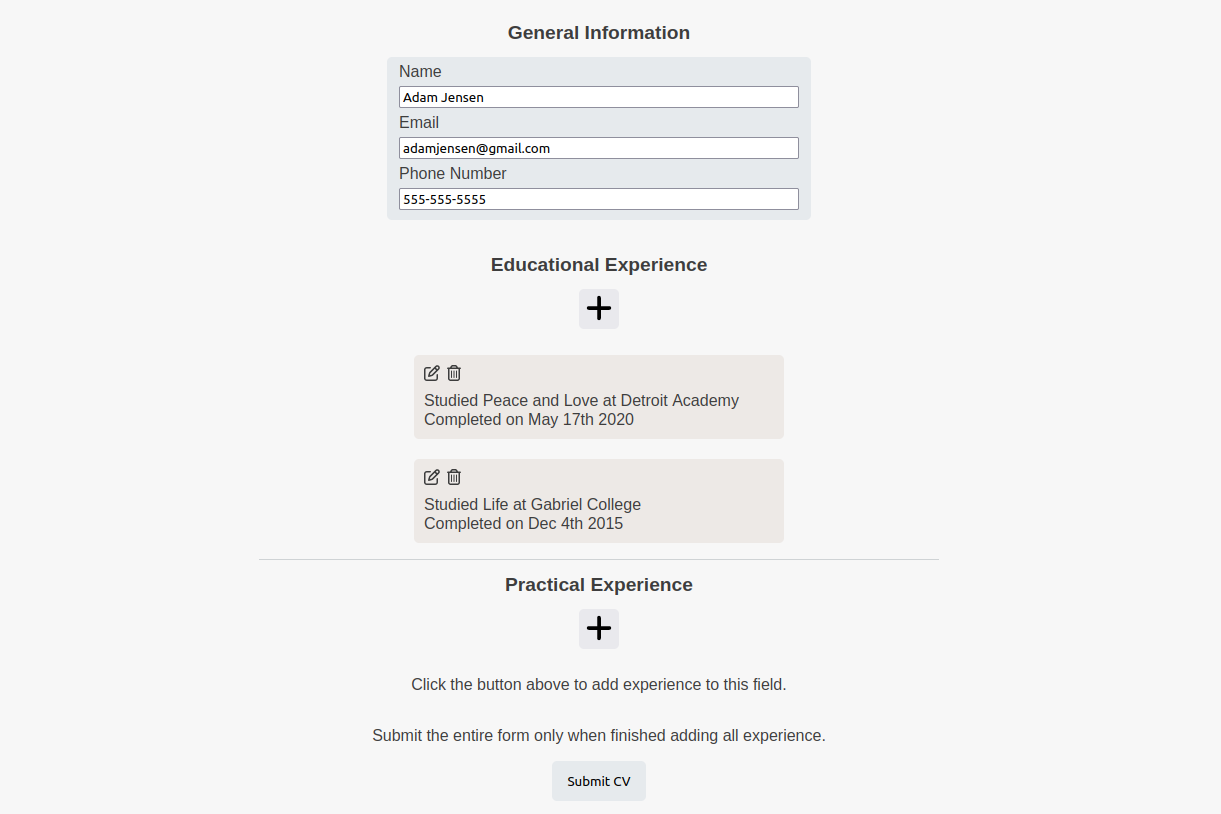 General Information
Name
Adam Jensen
Email
adamjensen@gmail.com
Phone Number
555-555-5555
Educational Experience
Studied Peace and Love at Detroit Academy
Completed on May 17th 2020
Studied Life at Gabriel College
Completed on Dec 4th 2015
Practical Experience
Click the button above to add experience to this field.
Submit the entire form only when finished adding all experience.
Submit CV